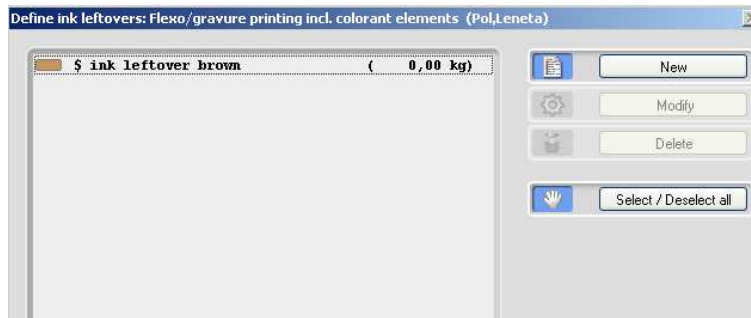 Define ink leftovers: Flexo/gravure printing incl. colorant elements (Pol,Leneta)
$ ink leftover brown ( 0,00 kg)
New
Modify
Delete
Select / Deselect all